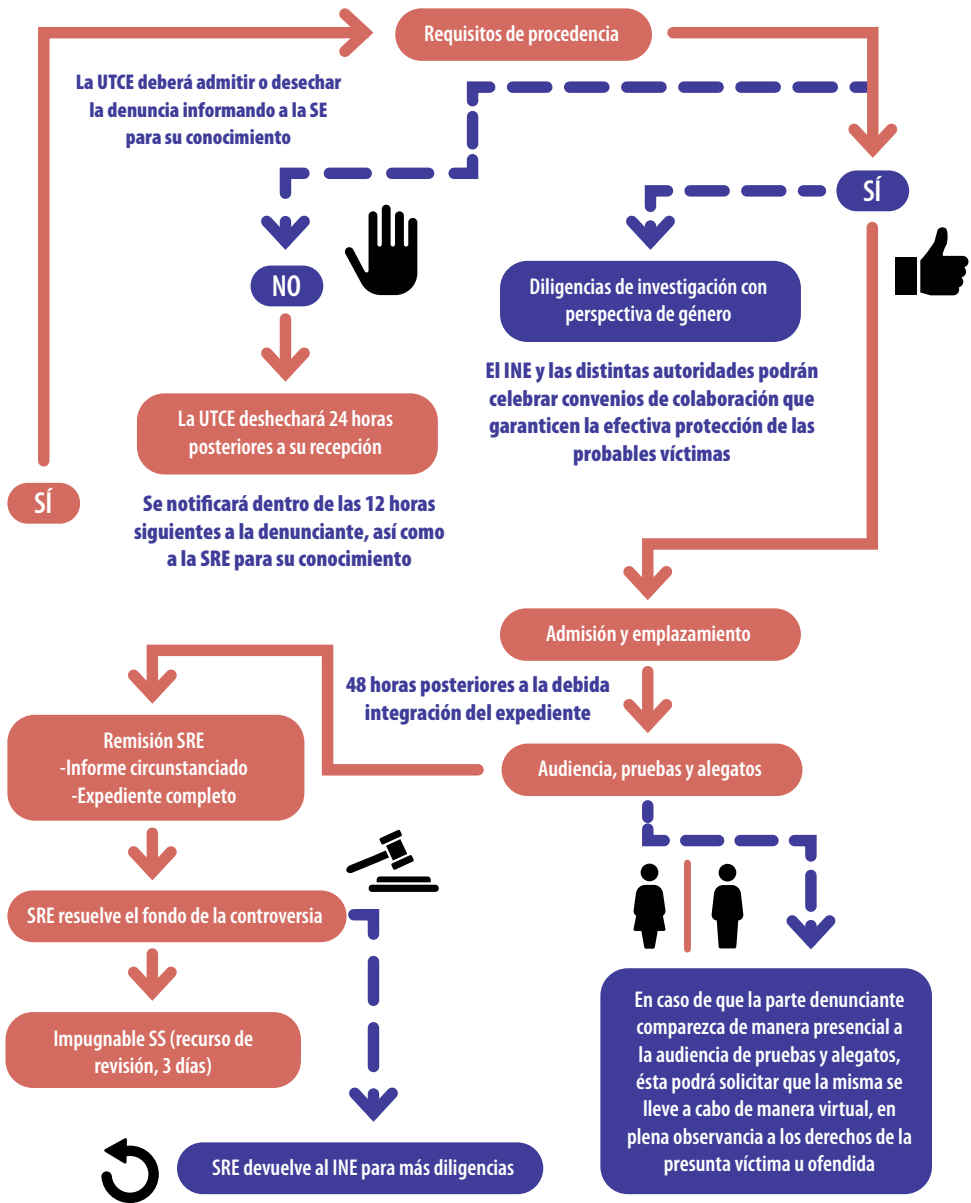 Requisitos de procedencia
La UTCE deberá admitir o desechar
la denuncia informando a la SE
para su conocimiento
SÍ
NO
Diligencias de investigación con
perspectiva de género
El INE y las distintas autoridades podrán
celebrar convenios de colaboración que
garanticen la efectiva protección de las
probables víctimas
La UTCE deshechará 24 horas
posteriores a su recepción
SÍ
Se notificará dentro de las 12 horas
siguientes a la denunciante, así como
a la SRE para su conocimiento
Admisión y emplazamiento
48 horas posteriores a la debida
integración del expediente
Remisión SRE
-Informe circunstanciado
-Expediente completo
Audiencia, pruebas y alegatos
SRE resuelve el fondo de la controversia
Impugnable SS (recurso de
revisión, 3 días)
En caso de que la parte denunciante
comparezca de manera presencial a
la audiencia de pruebas y alegatos,
ésta podrá solicitar que la misma se
lleve a cabo de manera virtual, en
plena observancia a los derechos de la
presunta víctima u ofendida
SRE devuelve al INE para más diligencias